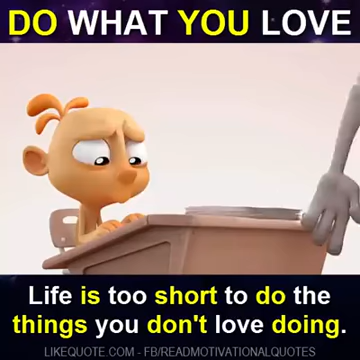 DO WHAT YOU LOVE
Life is too short to do the
things you don't love doing.
LIKEQUOTE.COM - FB/READMOTIVATIONALQUOTES